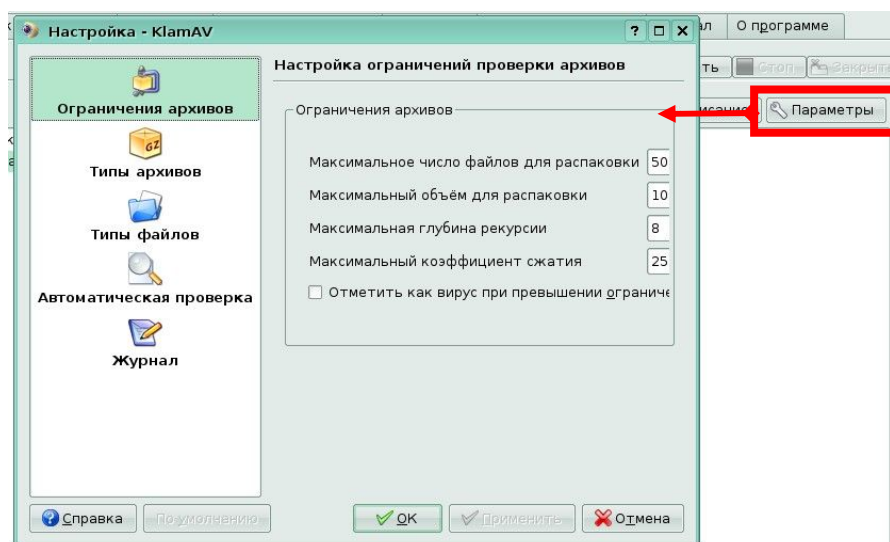 Настройка - KlamAV
О программе
Стоп
Закрыть
Параметры
Ограничения архивов
Типы архивов
Типы файлов
Автоматическая проверка
Журнал
Настройка ограничений проверки архивов
Ограничения архивов
Максимальное число файлов для распаковки 50
Максимальный объём для распаковки 10
Максимальная глубина рекурсии 8
Максимальный коэффициент сжатия 25
Отметить как вирус при превышении ограниче
Справка
По умолчанию
OK
Применить
Отмена